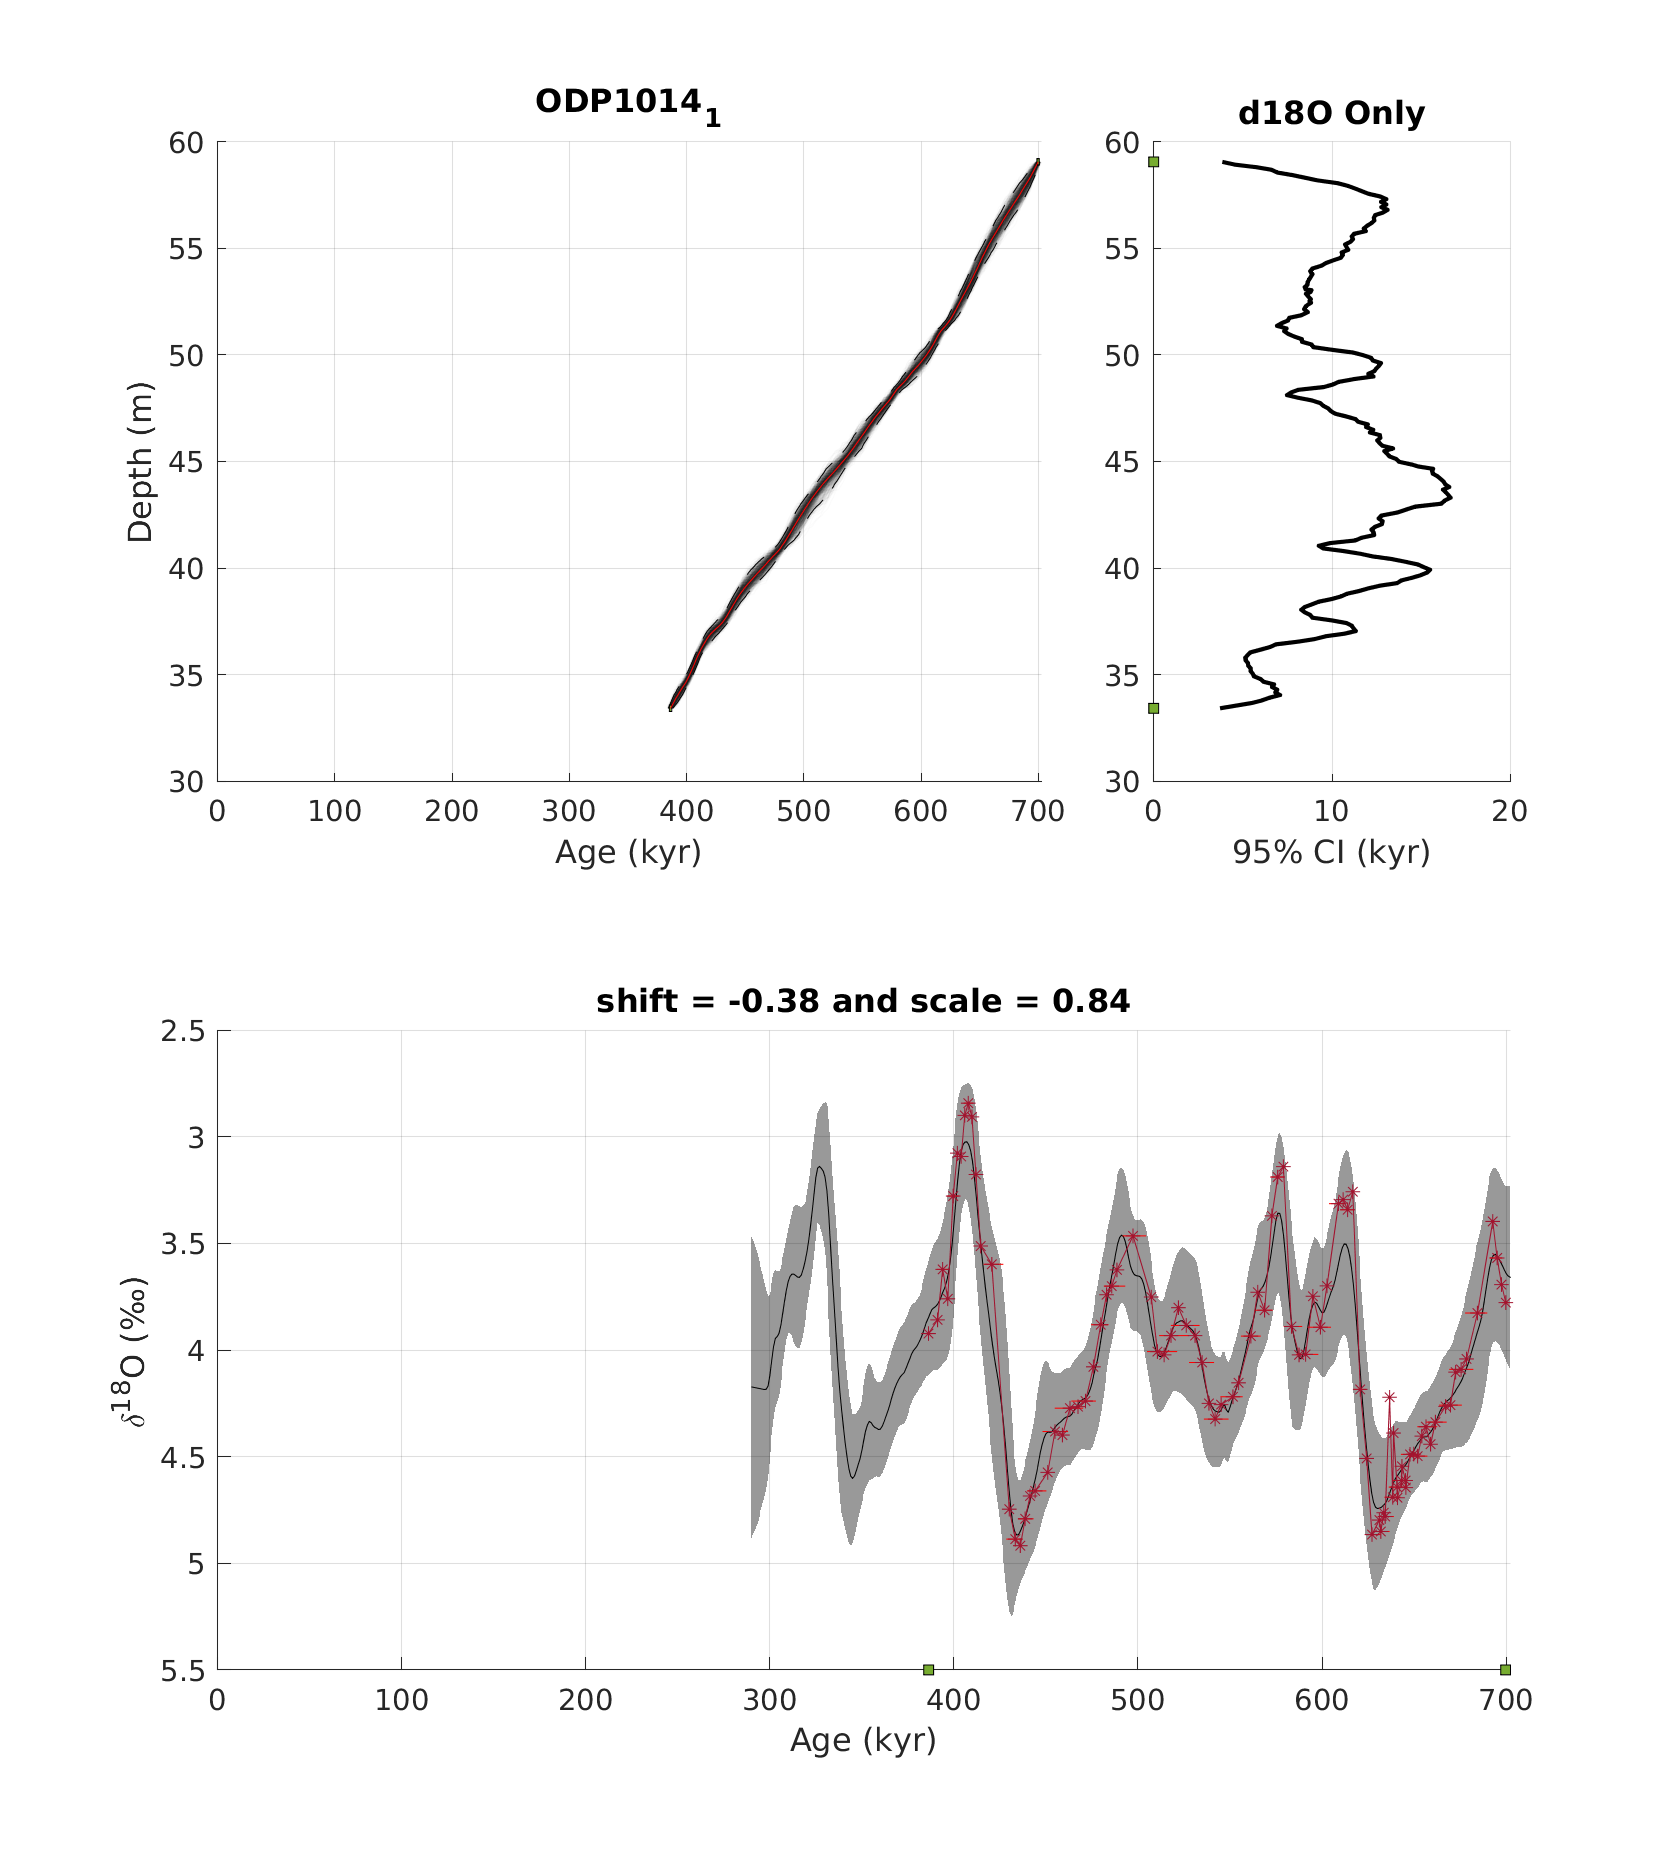 ODP1014₁
d18O Only
60
55
50
45
40
35
30
Depth (m)
0 100 200 300 400 500 600 700
Age (kyr)
60
55
50
45
40
35
30
0 10 20
95% CI (kyr)
shift = -0.38 and scale = 0.84
2.5
3
3.5
4
4.5
5
5.5
δ¹⁸O (‰)
0 100 200 300 400 500 600 700
Age (kyr)